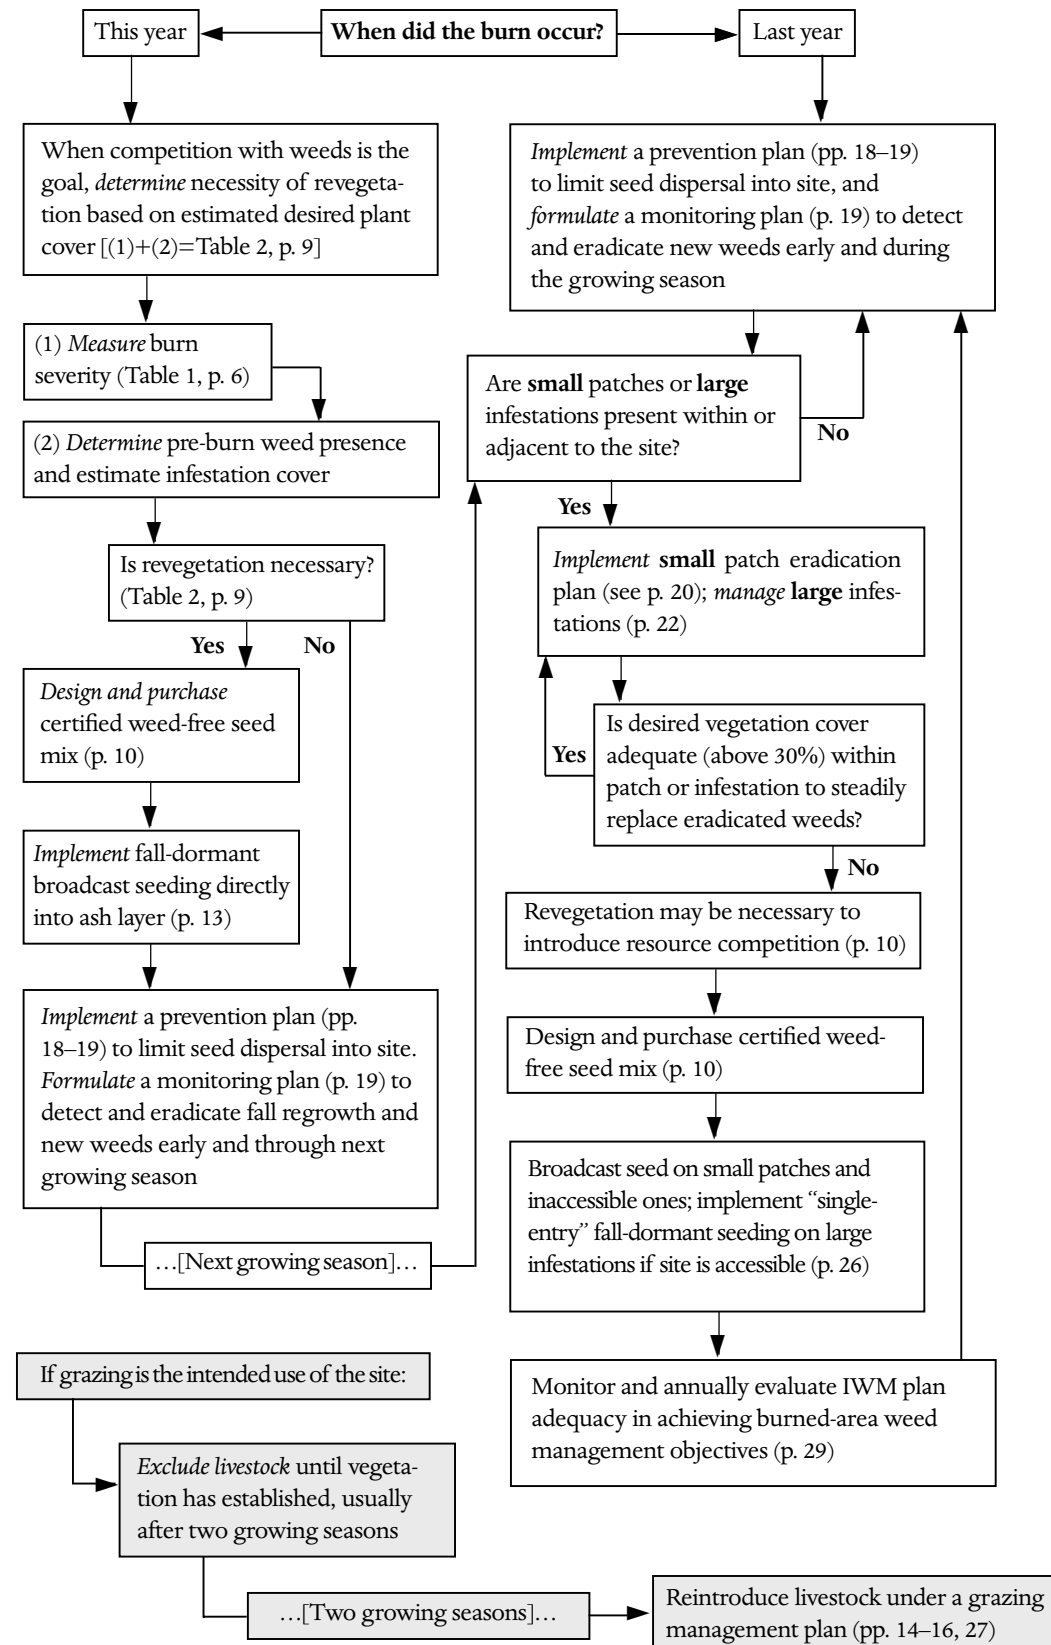 When did the burn occur?
This year
Last year
When competition with weeds is the
goal, determine necessity of revegeta-
tion based on estimated desired plant
cover [(1)+(2)=Table 2, p. 9]
(1) Measure burn
severity (Table 1, p. 6)
(2) Determine pre-burn weed presence
and estimate infestation cover
Is revegetation necessary?
(Table 2, p. 9)
Yes
No
Design and purchase
certified weed-free seed
mix (p. 10)
Implement fall-dormant
broadcast seeding directly
into ash layer (p. 13)
Implement a prevention plan (pp.
18–19) to limit seed dispersal into site.
Formulate a monitoring plan (p. 19) to
detect and eradicate fall regrowth and
new weeds early and through next
growing season
…[Next growing season]…
Implement a prevention plan (pp. 18–19)
to limit seed dispersal into site, and
formulate a monitoring plan (p. 19) to detect
and eradicate new weeds early and during
the growing season
Are small patches or large
infestations present within or
adjacent to the site?
No
Yes
Implement small patch eradication
plan (see p. 20); manage large infes-
tations (p. 22)
Is desired vegetation cover
adequate (above 30%) within
patch or infestation to steadily
replace eradicated weeds?
Yes
No
Revegetation may be necessary to
introduce resource competition (p. 10)
Design and purchase certified weed-
free seed mix (p. 10)
Broadcast seed on small patches and
inaccessible ones; implement “single-
entry” fall-dormant seeding on large
infestations if site is accessible (p. 26)
Monitor and annually evaluate IWM plan
adequacy in achieving burned-area weed
management objectives (p. 29)
If grazing is the intended use of the site:
Exclude livestock until vegeta-
tion has established, usually
after two growing seasons
…[Two growing seasons]…
Reintroduce livestock under a grazing
management plan (pp. 14–16, 27)